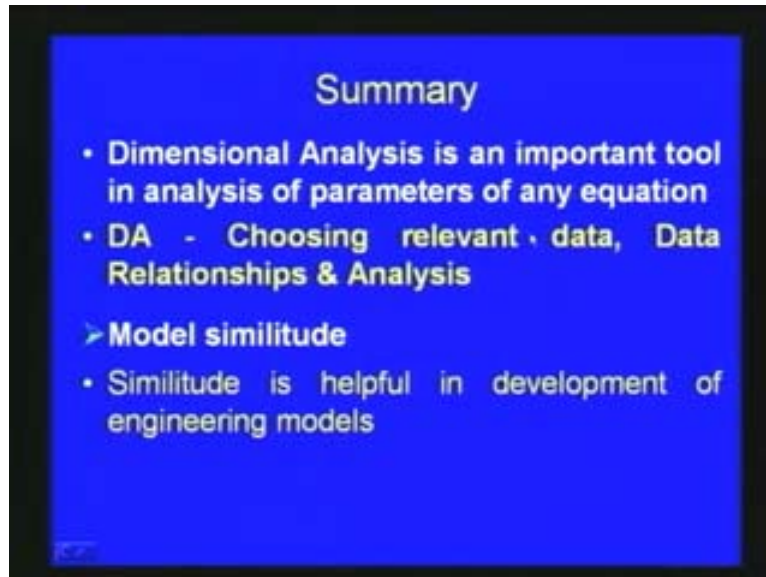 Summary
• Dimensional Analysis is an important tool
in analysis of parameters of any equation
• DA - Choosing relevant data, Data
Relationships & Analysis
➢ Model similitude
• Similitude is helpful in development of
engineering models